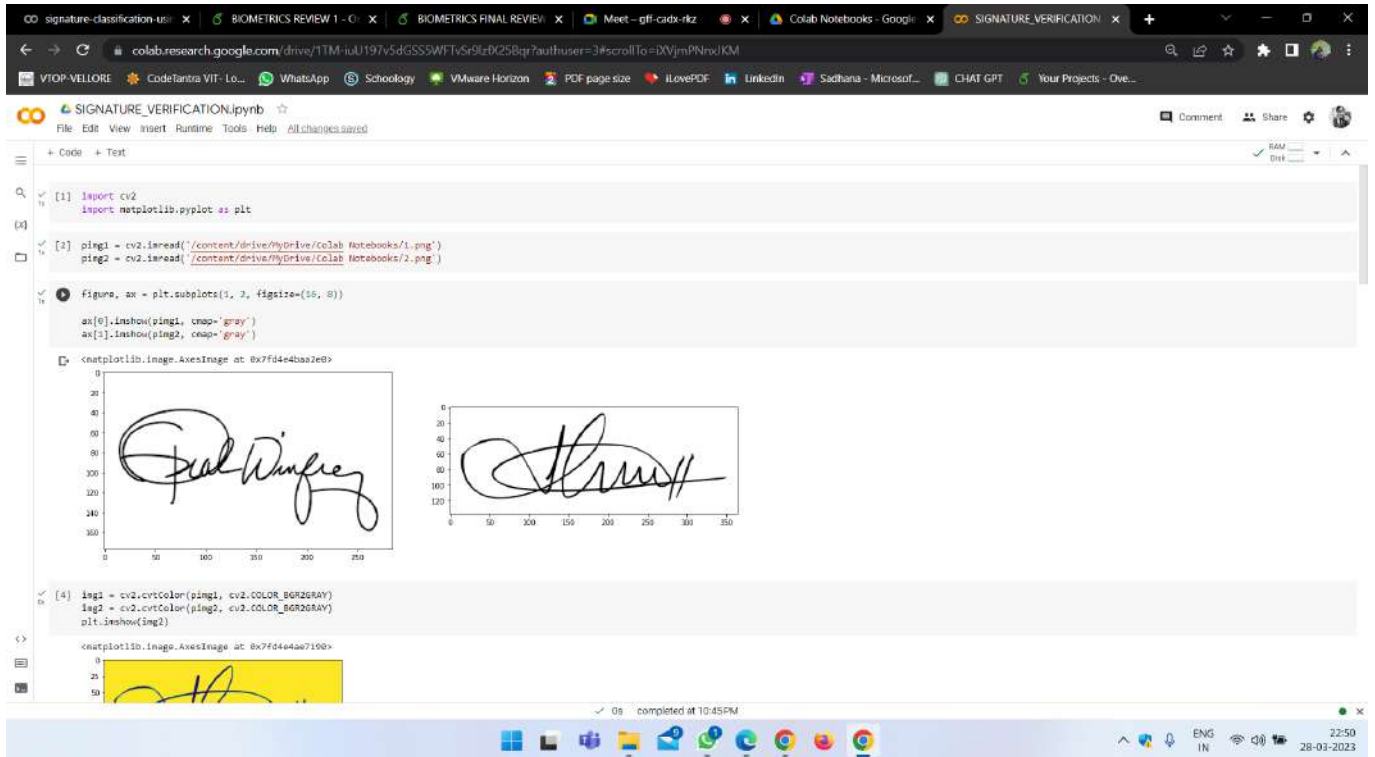 signature-classification-usin
BIOMETRICS REVIEW 1 - O
BIOMETRICS FINAL REVIEW
Meet – gff-cadx-rkz
Colab Notebooks - Google
SIGNATURE_VERIFICATION
colab.research.google.com/drive/
VTOP-VELLORE CodeTantra VIT- Lo... WhatsApp Schoology VMware Horizon PDF page size iLovePDF LinkedIn Sadhana - Microsof... CHAT GPT Your Projects - Ove...
SIGNATURE_VERIFICATION.ipynb
Comment Share
File Edit View Insert Runtime Tools Help All changes saved
+ Code + Text
RAM
Disk
[1] import cv2
import matplotlib.pyplot as plt
[2] pimg1 = cv2.imread('/content/drive/MyDrive/Colab Notebooks/1.png')
pimg2 = cv2.imread('/content/drive/MyDrive/Colab Notebooks/2.png')
figure, ax = plt.subplots(1, 2, figsize=(16, 8))
ax[0].imshow(pimg1, cmap='gray')
ax[1].imshow(pimg2, cmap='gray')
<matplotlib.image.AxesImage at 0x7fd4e4baa2e0>
0
20
40
60
80
100
120
140
160
0 50 100 150 200 250
0
20
40
60
80
100
120
0 50 100 150 200 250 300 350
[4] img1 = cv2.cvtColor(pimg1, cv2.COLOR_BGR2GRAY)
img2 = cv2.cvtColor(pimg2, cv2.COLOR_BGR2GRAY)
plt.imshow(img2)
<matplotlib.image.AxesImage at 0x7fd4e4ae7190>
0
25
50
0s completed at 10:45 PM
ENG
IN
22:50
28-03-2023